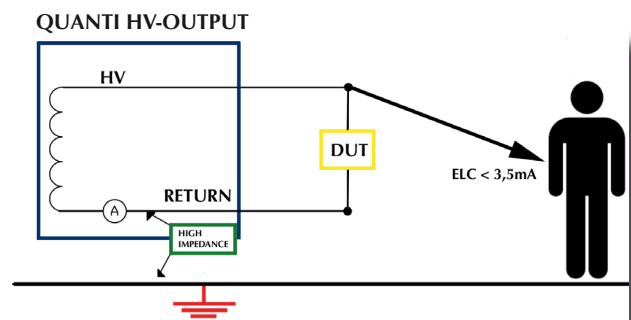 QUANTI HV-OUTPUT
HV
DUT
ELC < 3,5mA
RETURN
A
HIGH
IMPEDANCE